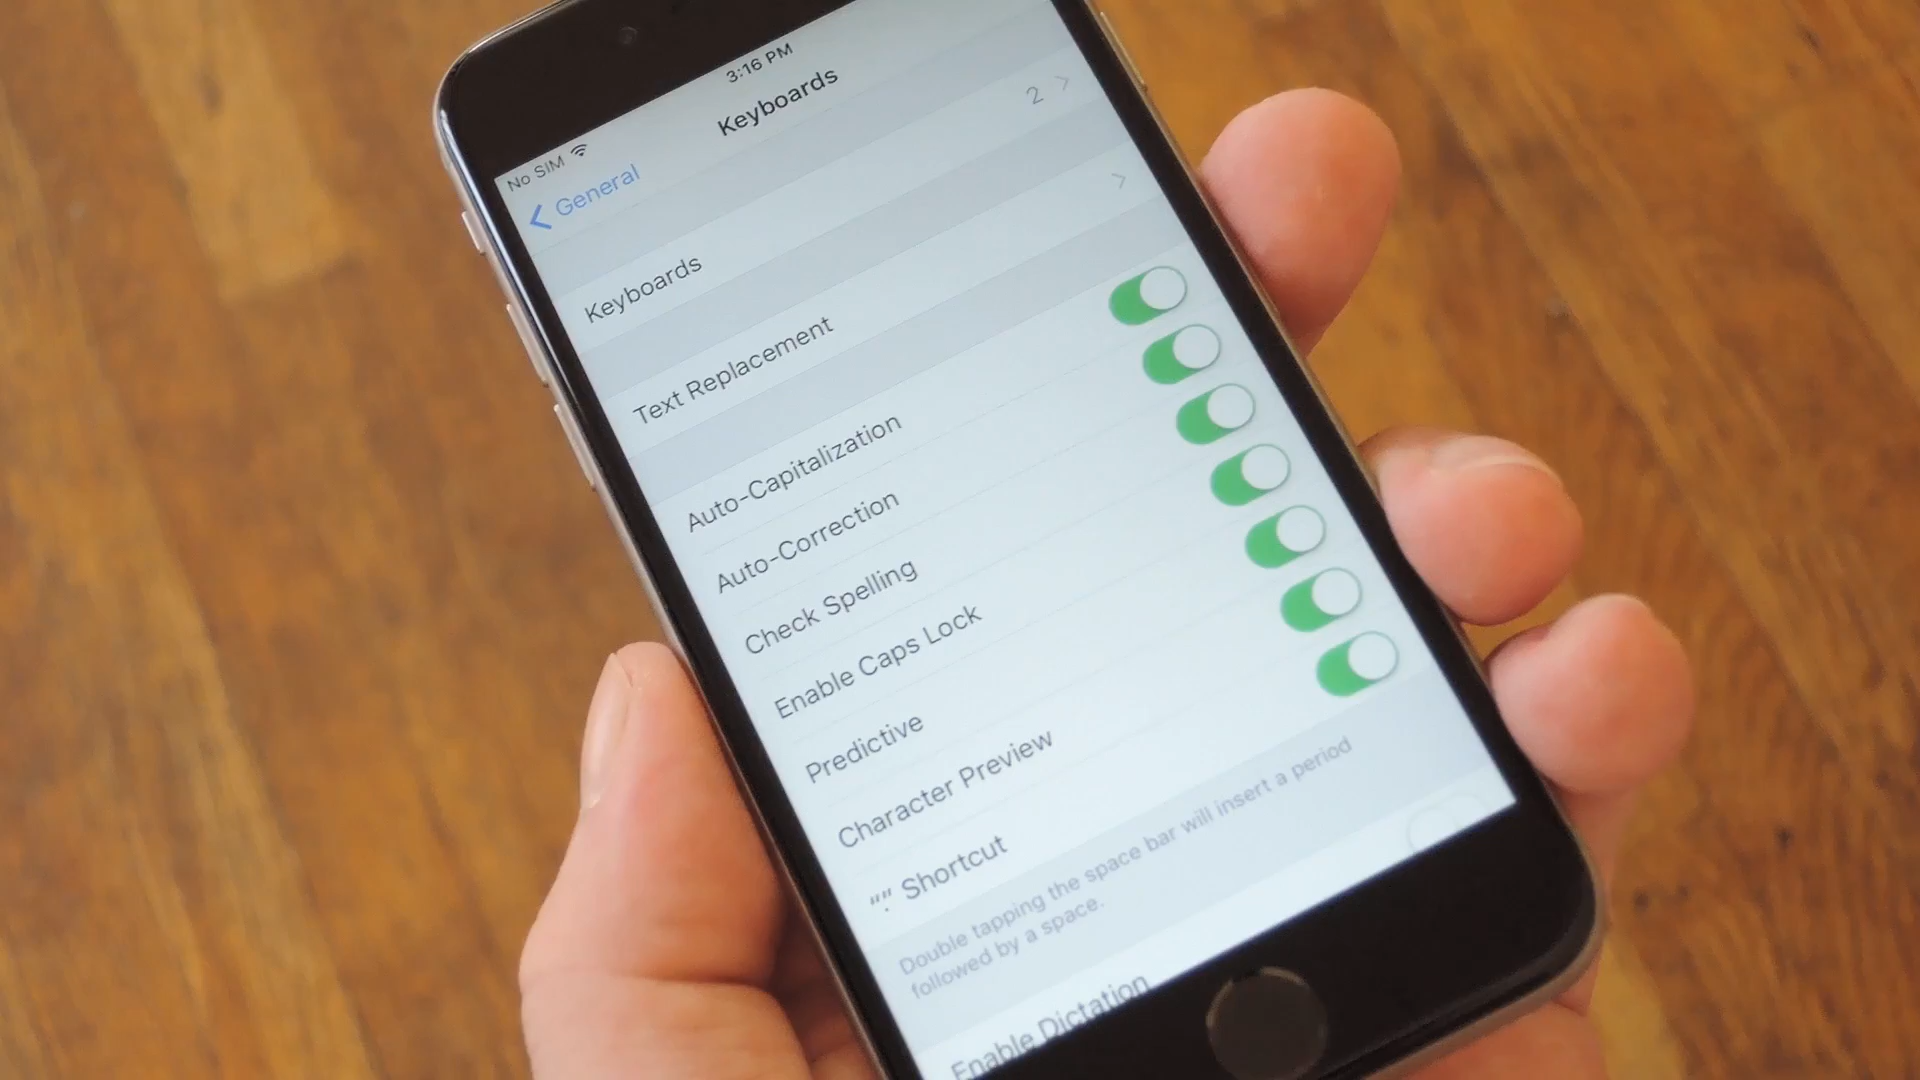 3:16 PM
No SIM
General
Keyboards
Keyboards 2
Text Replacement
Auto-Capitalization
Auto-Correction
Check Spelling
Enable Caps Lock
Predictive
Character Preview
“.” Shortcut
Double tapping the space bar will insert a period
followed by a space.
Enable Dictation